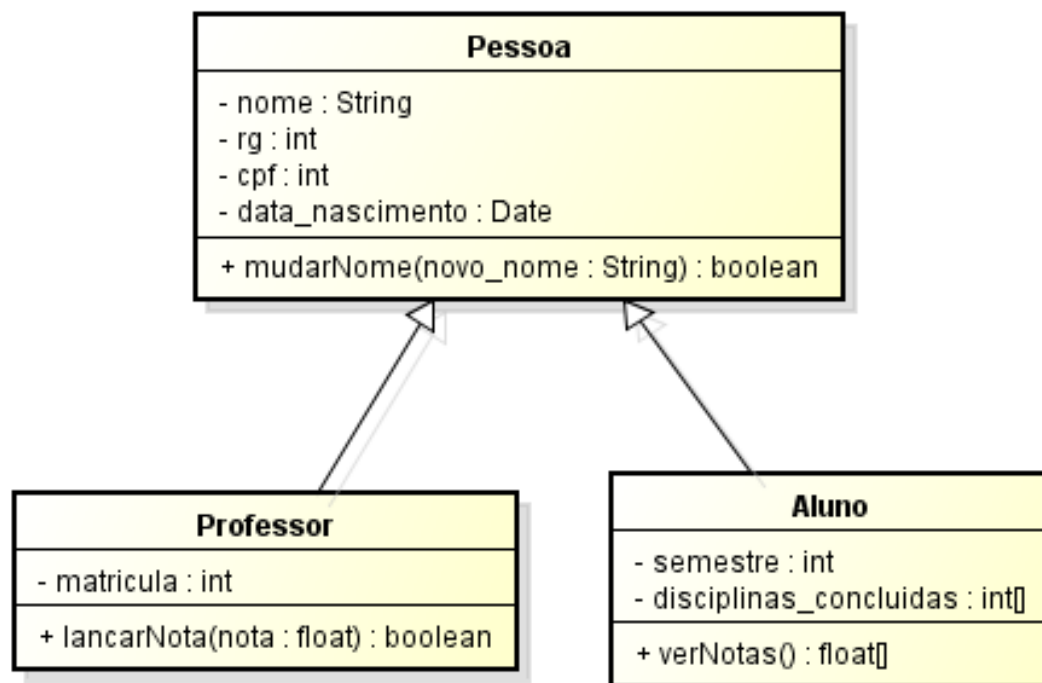 Pessoa
- nome : String
- rg : int
- cpf : int
- data_nascimento : Date
+ mudarNome(novo_nome : String) : boolean
Professor
- matricula : int
+ lancarNota(nota : float) : boolean
Aluno
- semestre : int
- disciplinas_concluidas : int[]
+ verNotas() : float[]